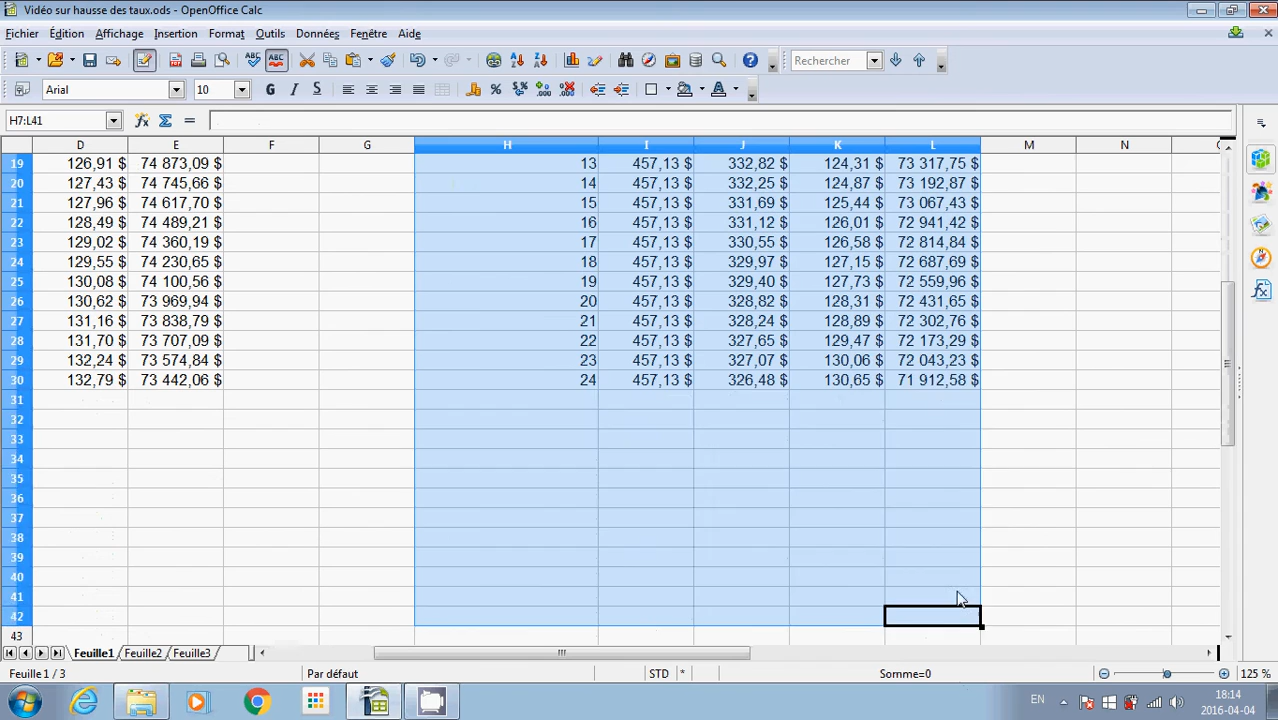 Vidéo sur hausse des taux.ods - OpenOffice Calc
Fichier Édition Affichage Insertion Format Outils Données Fenêtre Aide
Rechercher
Arial 10
H7:L41
D E F G H I J K L M N
19 126,91 $ 74 873,09 $ 13 457,13 $ 332,82 $ 124,31 $ 73 317,75 $
20 127,43 $ 74 745,66 $ 14 457,13 $ 332,25 $ 124,87 $ 73 192,87 $
21 127,96 $ 74 617,70 $ 15 457,13 $ 331,69 $ 125,44 $ 73 067,43 $
22 128,49 $ 74 489,21 $ 16 457,13 $ 331,12 $ 126,01 $ 72 941,42 $
23 129,02 $ 74 360,19 $ 17 457,13 $ 330,55 $ 126,58 $ 72 814,84 $
24 129,55 $ 74 230,65 $ 18 457,13 $ 329,97 $ 127,15 $ 72 687,69 $
25 130,08 $ 74 100,56 $ 19 457,13 $ 329,40 $ 127,73 $ 72 559,96 $
26 130,62 $ 73 969,94 $ 20 457,13 $ 328,82 $ 128,31 $ 72 431,65 $
27 131,16 $ 73 838,79 $ 21 457,13 $ 328,24 $ 128,89 $ 72 302,76 $
28 131,70 $ 73 707,09 $ 22 457,13 $ 327,65 $ 129,47 $ 72 173,29 $
29 132,24 $ 73 574,84 $ 23 457,13 $ 327,07 $ 130,06 $ 72 043,23 $
30 132,79 $ 73 442,06 $ 24 457,13 $ 326,48 $ 130,65 $ 71 912,58 $
31
32
33
34
35
36
37
38
39
40
41
42
43
Feuille1 Feuille2 Feuille3
Feuille 1 / 3 Par défaut STD * Somme=0 125 %
EN 18:14
2016-04-04